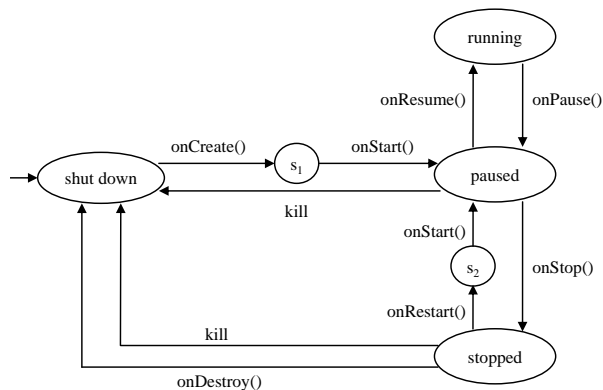 running
onResume()
onPause()
onCreate()
s1
onStart()
shut down
paused
kill
onStart()
s2
onStop()
onRestart()
kill
stopped
onDestroy()